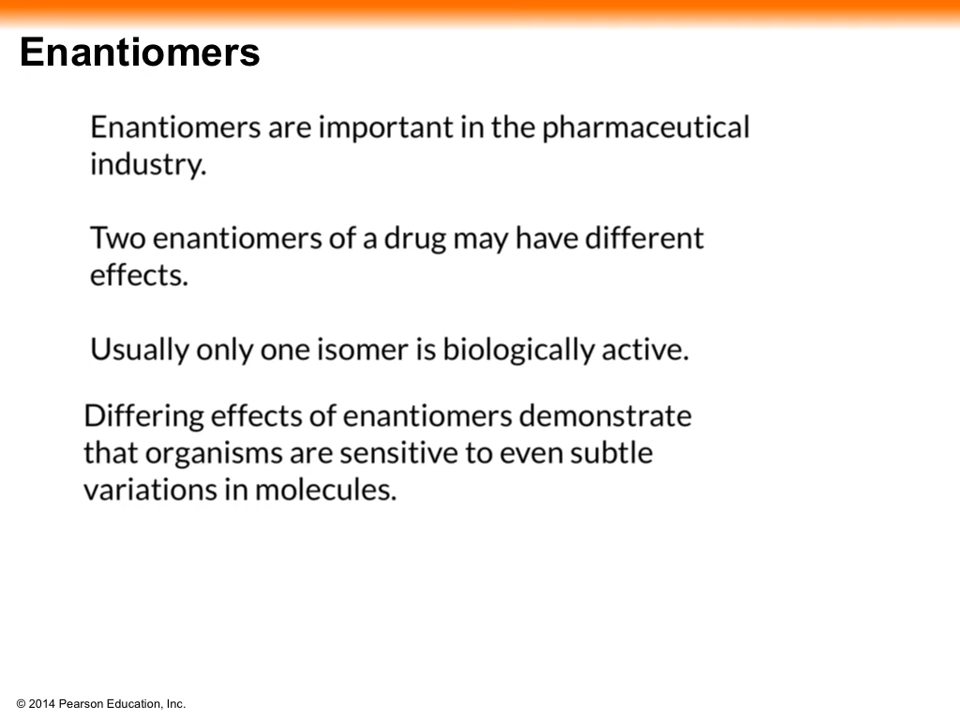 Enantiomers
Enantiomers are important in the pharmaceutical
industry.
Two enantiomers of a drug may have different
effects.
Usually only one isomer is biologically active.
Differing effects of enantiomers demonstrate
that organisms are sensitive to even subtle
variations in molecules.
© 2014 Pearson Education, Inc.